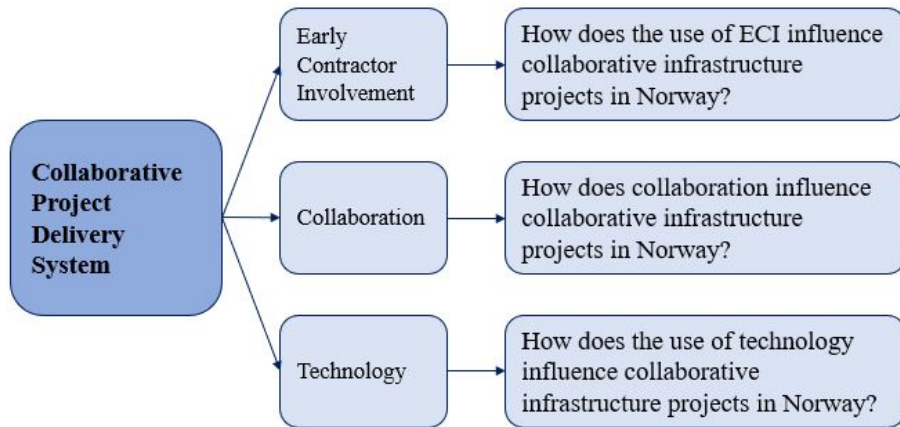 Collaborative
Project
Delivery
System
Early
Contractor
Involvement
How does the use of ECI influence
collaborative infrastructure
projects in Norway?
Collaboration
How does collaboration influence
collaborative infrastructure
projects in Norway?
Technology
How does the use of technology
influence collaborative
infrastructure projects in Norway?